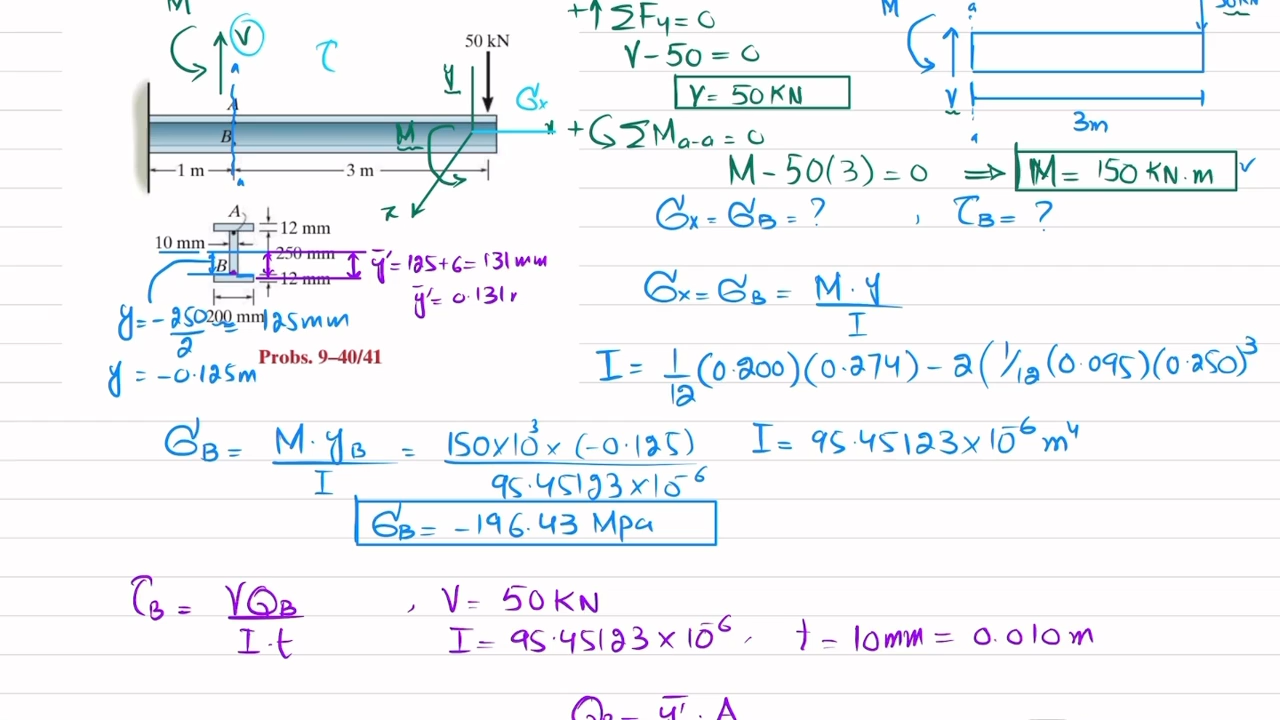 M
V
τ
50 kN
y
σx
A
B
M
x
1 m
3 m
z
A
12 mm
10 mm
250 mm
B
12 mm
ȳ' = 125+6 = 131 mm
ȳ' = 0.131
200 mm
y = -250/2 = 125mm
y = -0.125m
Probs. 9–40/41
+↑ ΣFy = 0
V - 50 = 0
V = 50 KN
+ ΣMa-a = 0
M - 50(3) = 0 ⇒ M = 150 KN.m ✓
M
a
50KN
V
3m
a
σx = σB = ? , τB = ?
σx = σB = M.y/I
I = 1/12 (0.200)(0.274) - 2(1/12 (0.095)(0.250)³
σB = M.yB/I = 150x10³ x (-0.125)/95.45123x10⁻⁶
I = 95.45123 x 10⁻⁶ m⁴
σB = -196.43 Mpa
τB = VQB/I.t , V = 50 KN
I = 95.45123 x 10⁻⁶ , t = 10mm = 0.010 m
QB = ȳ' . A